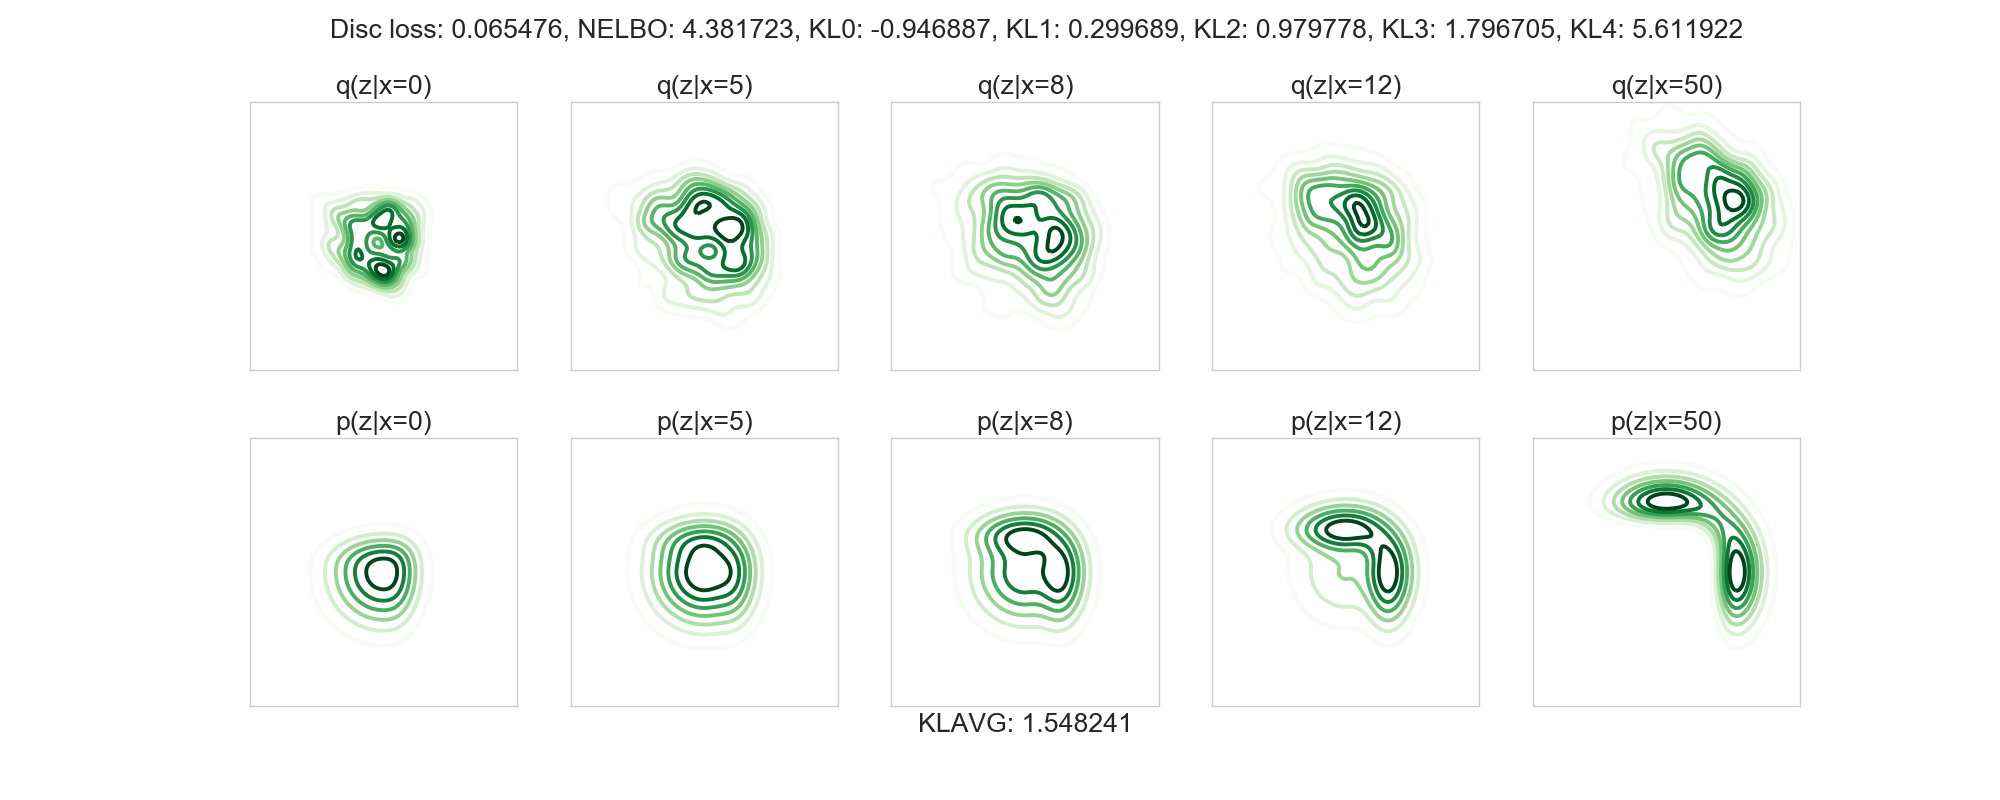 Disc loss: 0.065476, NELBO: 4.381723, KL0: -0.946887, KL1: 0.299689, KL2: 0.979778, KL3: 1.796705, KL4: 5.611922
q(z|x=0) q(z|x=5) q(z|x=8) q(z|x=12) q(z|x=50)
p(z|x=0) p(z|x=5) p(z|x=8) p(z|x=12) p(z|x=50)
KLAVG: 1.548241